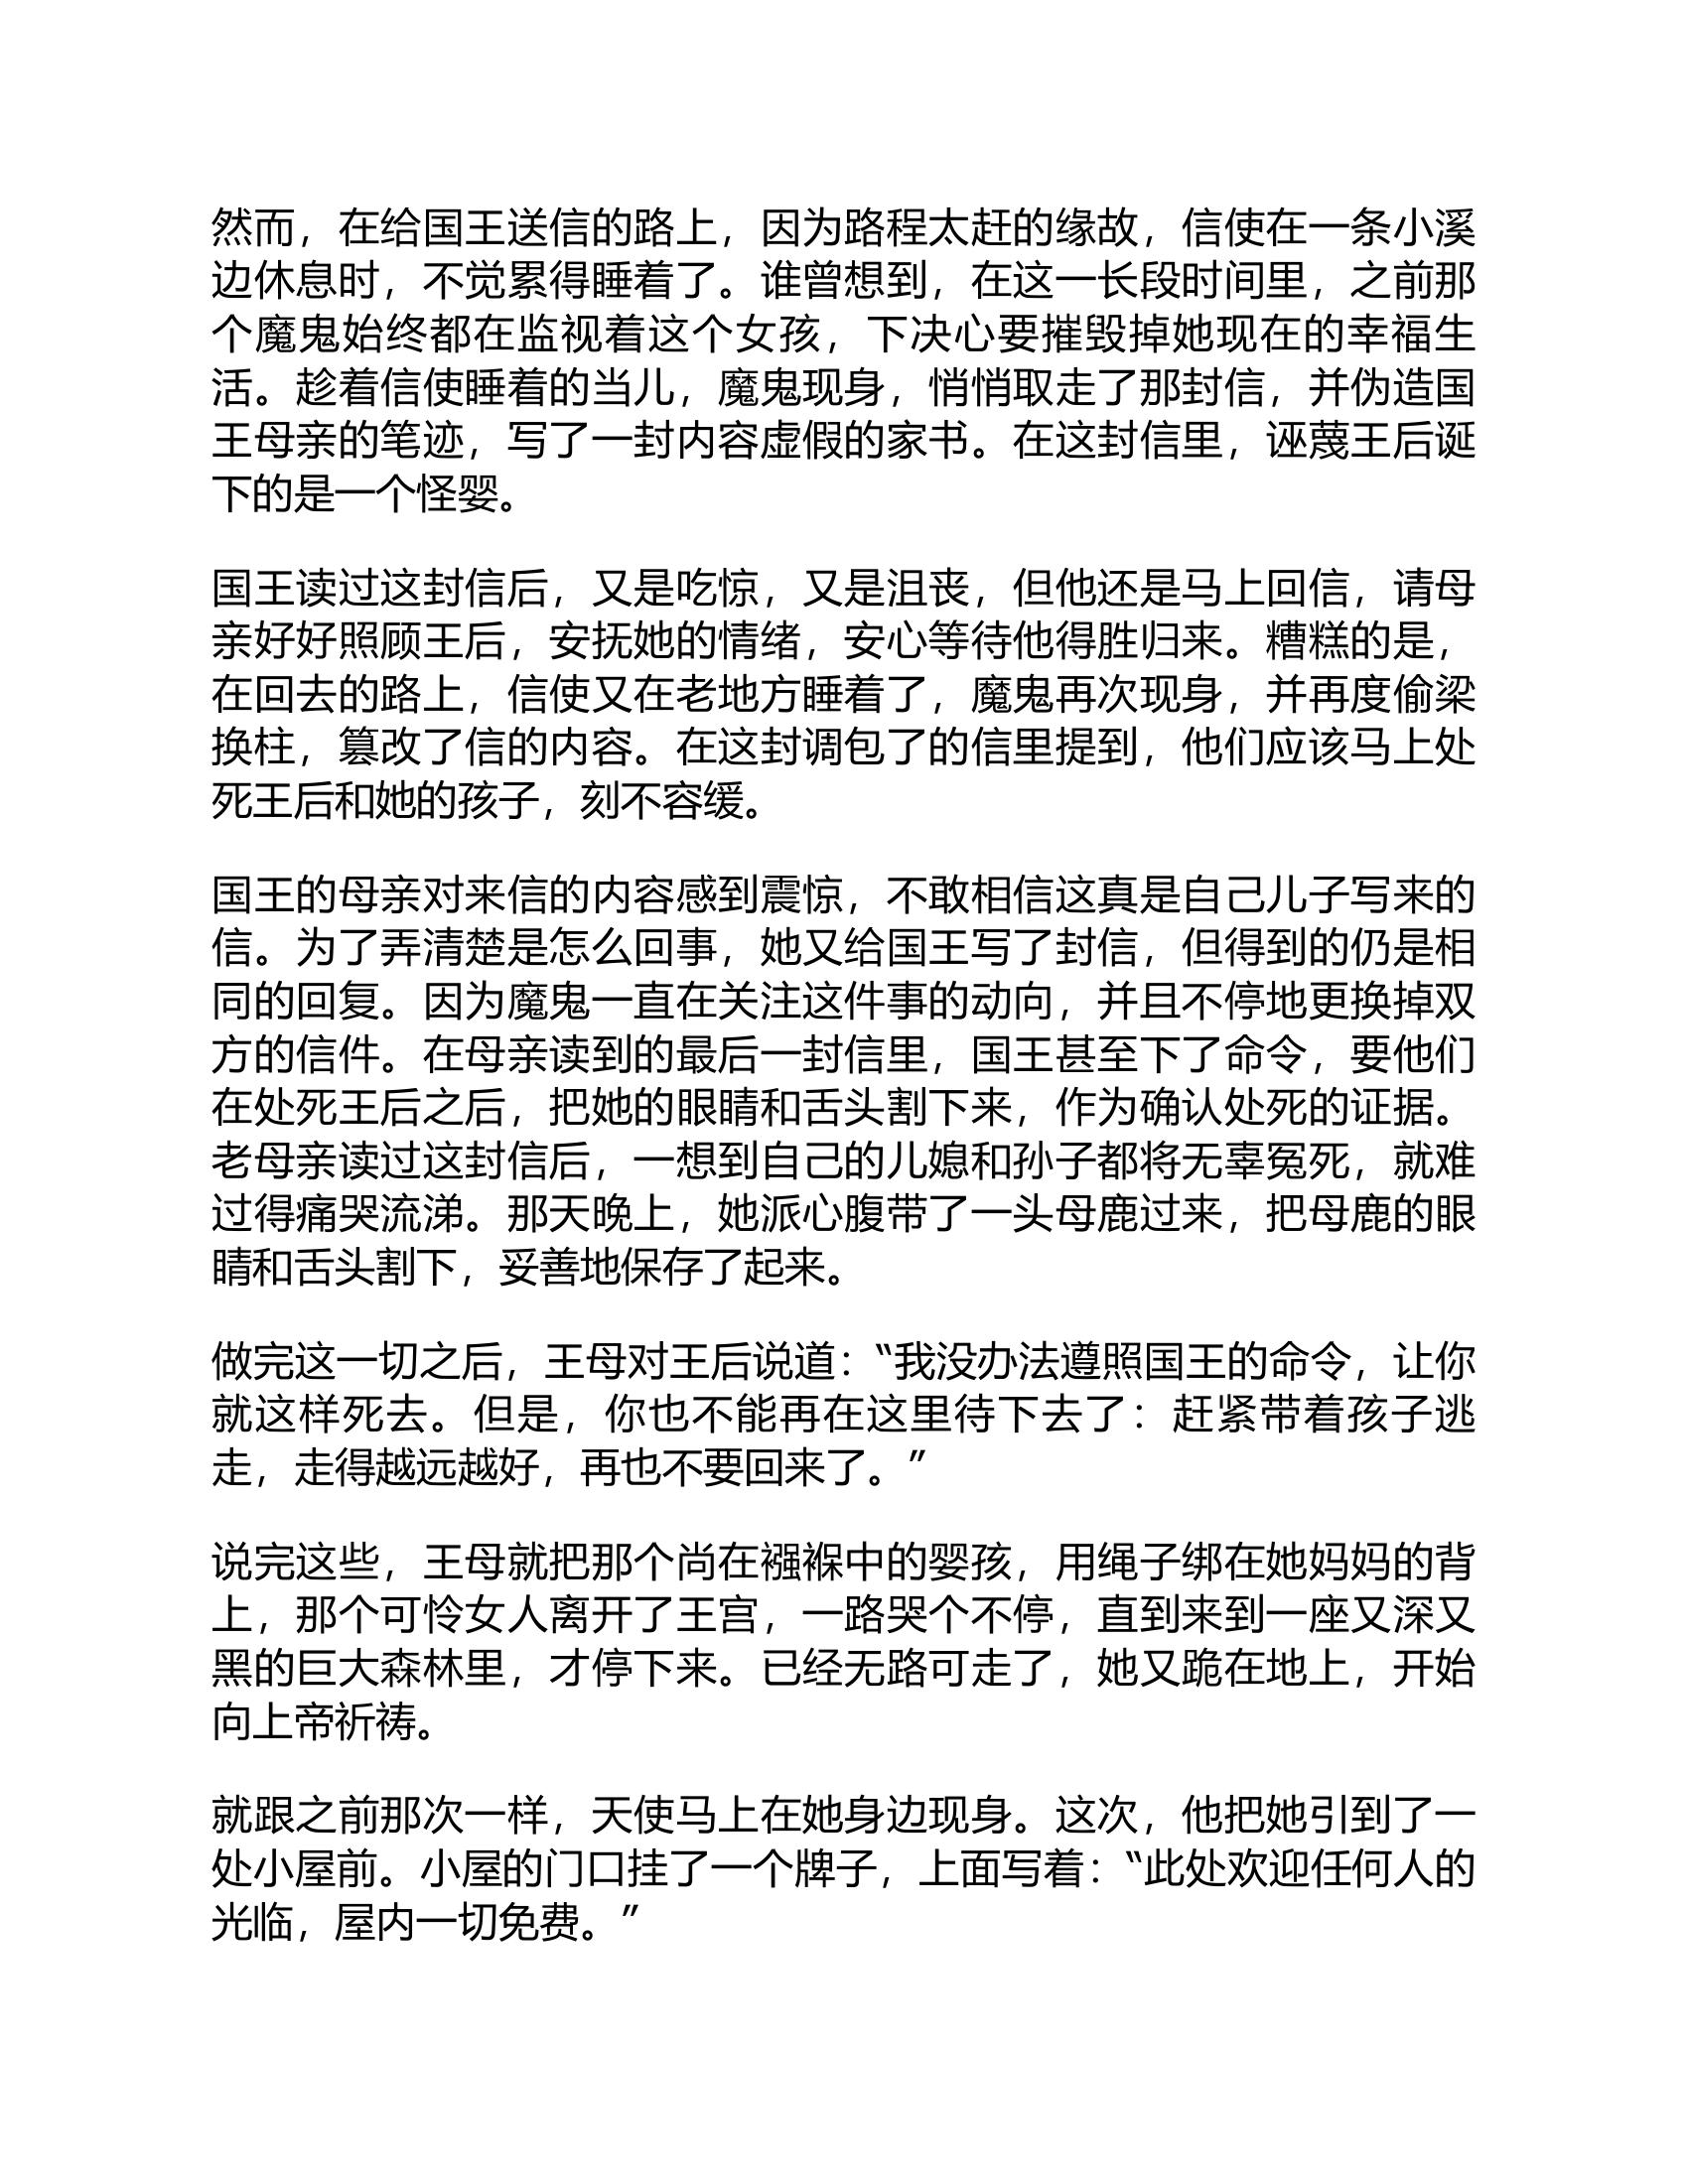 然而，在给国王送信的路上，因为路程太赶的缘故，信使在一条小溪
边休息时，不觉累得睡着了。谁曾想到，在这一长段时间里，之前那
个魔鬼始终都在监视着这个女孩，下决心要摧毁掉她现在的幸福生
活。趁着信使睡着的当儿，魔鬼现身，悄悄取走了那封信，并伪造国
王母亲的笔迹，写了一封内容虚假的家书。在这封信里，诬蔑王后诞
下的是一个怪婴。
国王读过这封信后，又是吃惊，又是沮丧，但他还是马上回信，请母
亲好好照顾王后，安抚她的情绪，安心等待他得胜归来。糟糕的是，
在回去的路上，信使又在老地方睡着了，魔鬼再次现身，并再度偷梁
换柱，篡改了信的内容。在这封调包了的信里提到，他们应该马上处
死王后和她的孩子，刻不容缓。
国王的母亲对来信的内容感到震惊，不敢相信这真是自己儿子写来的
信。为了弄清楚是怎么回事，她又给国王写了封信，但得到的仍是相
同的回复。因为魔鬼一直在关注这件事的动向，并且不停地更换掉双
方的信件。在母亲读到的最后一封信里，国王甚至下了命令，要他们
在处死王后之后，把她的眼睛和舌头割下来，作为确认处死的证据。
老母亲读过这封信后，一想到自己的儿媳和孙子都将无辜冤死，就难
过得痛哭流涕。那天晚上，她派心腹带了一头母鹿过来，把母鹿的眼
睛和舌头割下，妥善地保存了起来。
做完这一切之后，王母对王后说道：“我没办法遵照国王的命令，让你
就这样死去。但是，你也不能再在这里待下去了：赶紧带着孩子逃
走，走得越远越好，再也不要回来了。”
说完这些，王母就把那个尚在襁褓中的婴孩，用绳子绑在她妈妈的背
上，那个可怜女人离开了王宫，一路哭个不停，直到来到一座又深又
黑的巨大森林里，才停下来。已经无路可走了，她又跪在地上，开始
向上帝祈祷。
就跟之前那次一样，天使马上在她身边现身。这次，他把她引到了一
处小屋前。小屋的门口挂了一个牌子，上面写着：“此处欢迎任何人的
光临，屋内一切免费。”